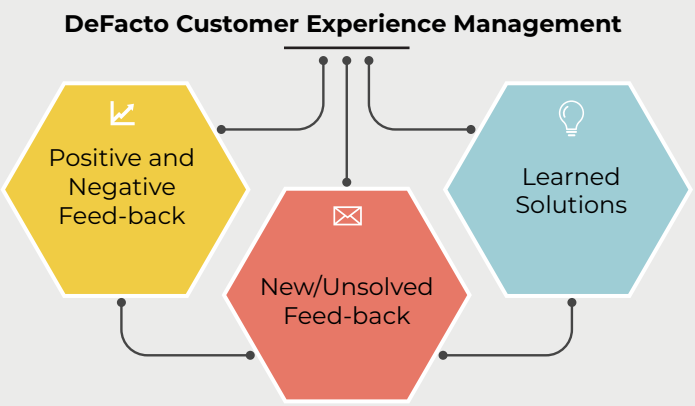 DeFacto Customer Experience Management
Positive and
Negative
Feed-back
Learned
Solutions
New/Unsolved
Feed-back